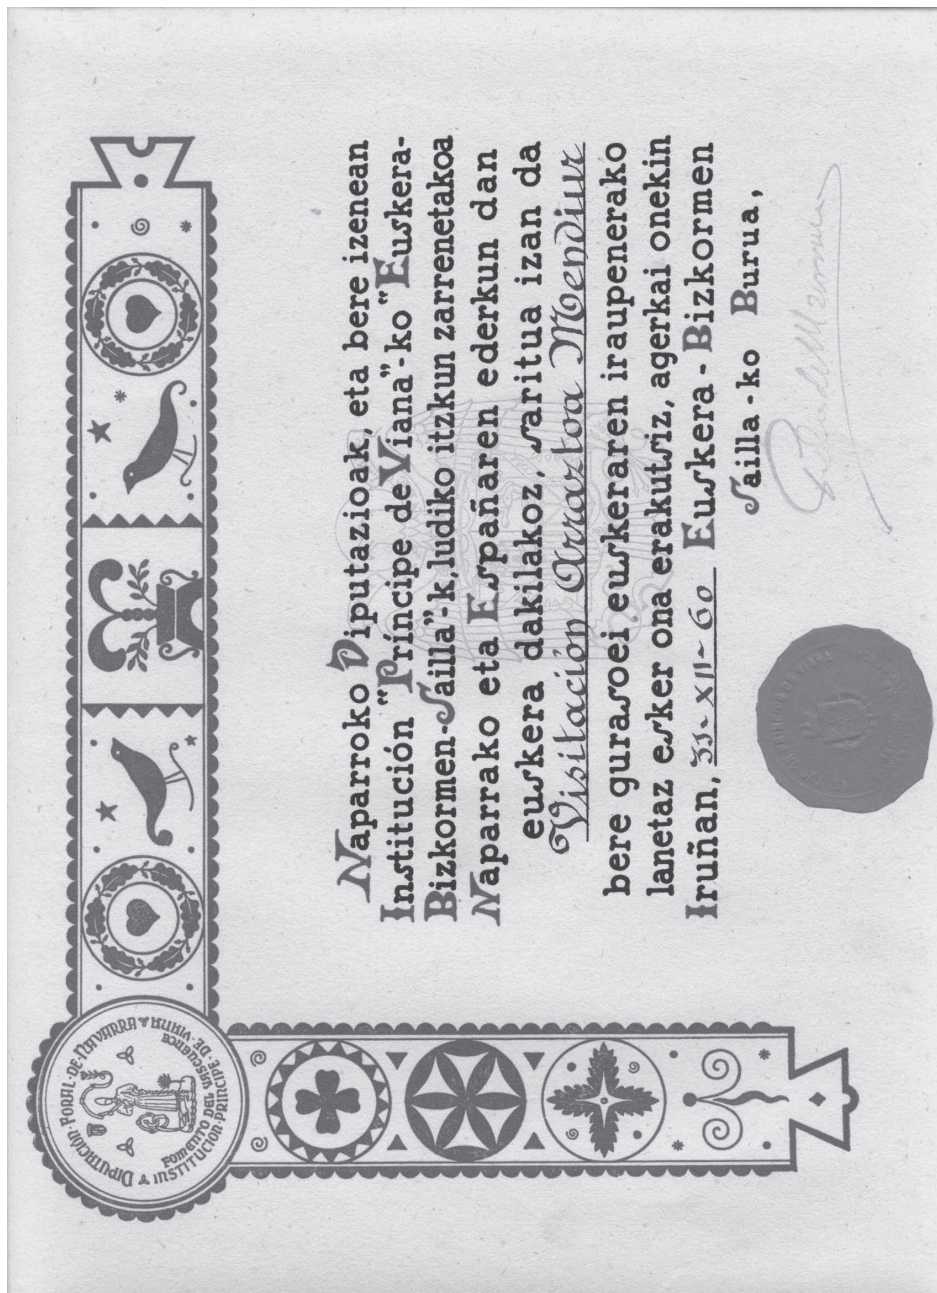 DIPUTACIÓN · FORAL · DE · NAVARRA
INSTITUCIÓN · PRINCIPE · DE · VIANA
FOMENTO DEL VASCUENCE
Naparroko Diputazioak, eta bere izenean
Institución "Príncipe de Viana"-ko "Euskera-
Bizkormen-Sailla"-k, ludiko itzkun zarrenetakoa
Naparrako eta Españaren ederkun dan
euskera dakilakoz, saritua izan da
Visitación Arraztoa Mendiur
bere gurasoei euskeraren iraupenerako
lanetaz esker ona erakutsiz, agerkai onekin
Iruñan, 31-XII-60 Euskera-Bizkormen
Sailla-ko Burua,